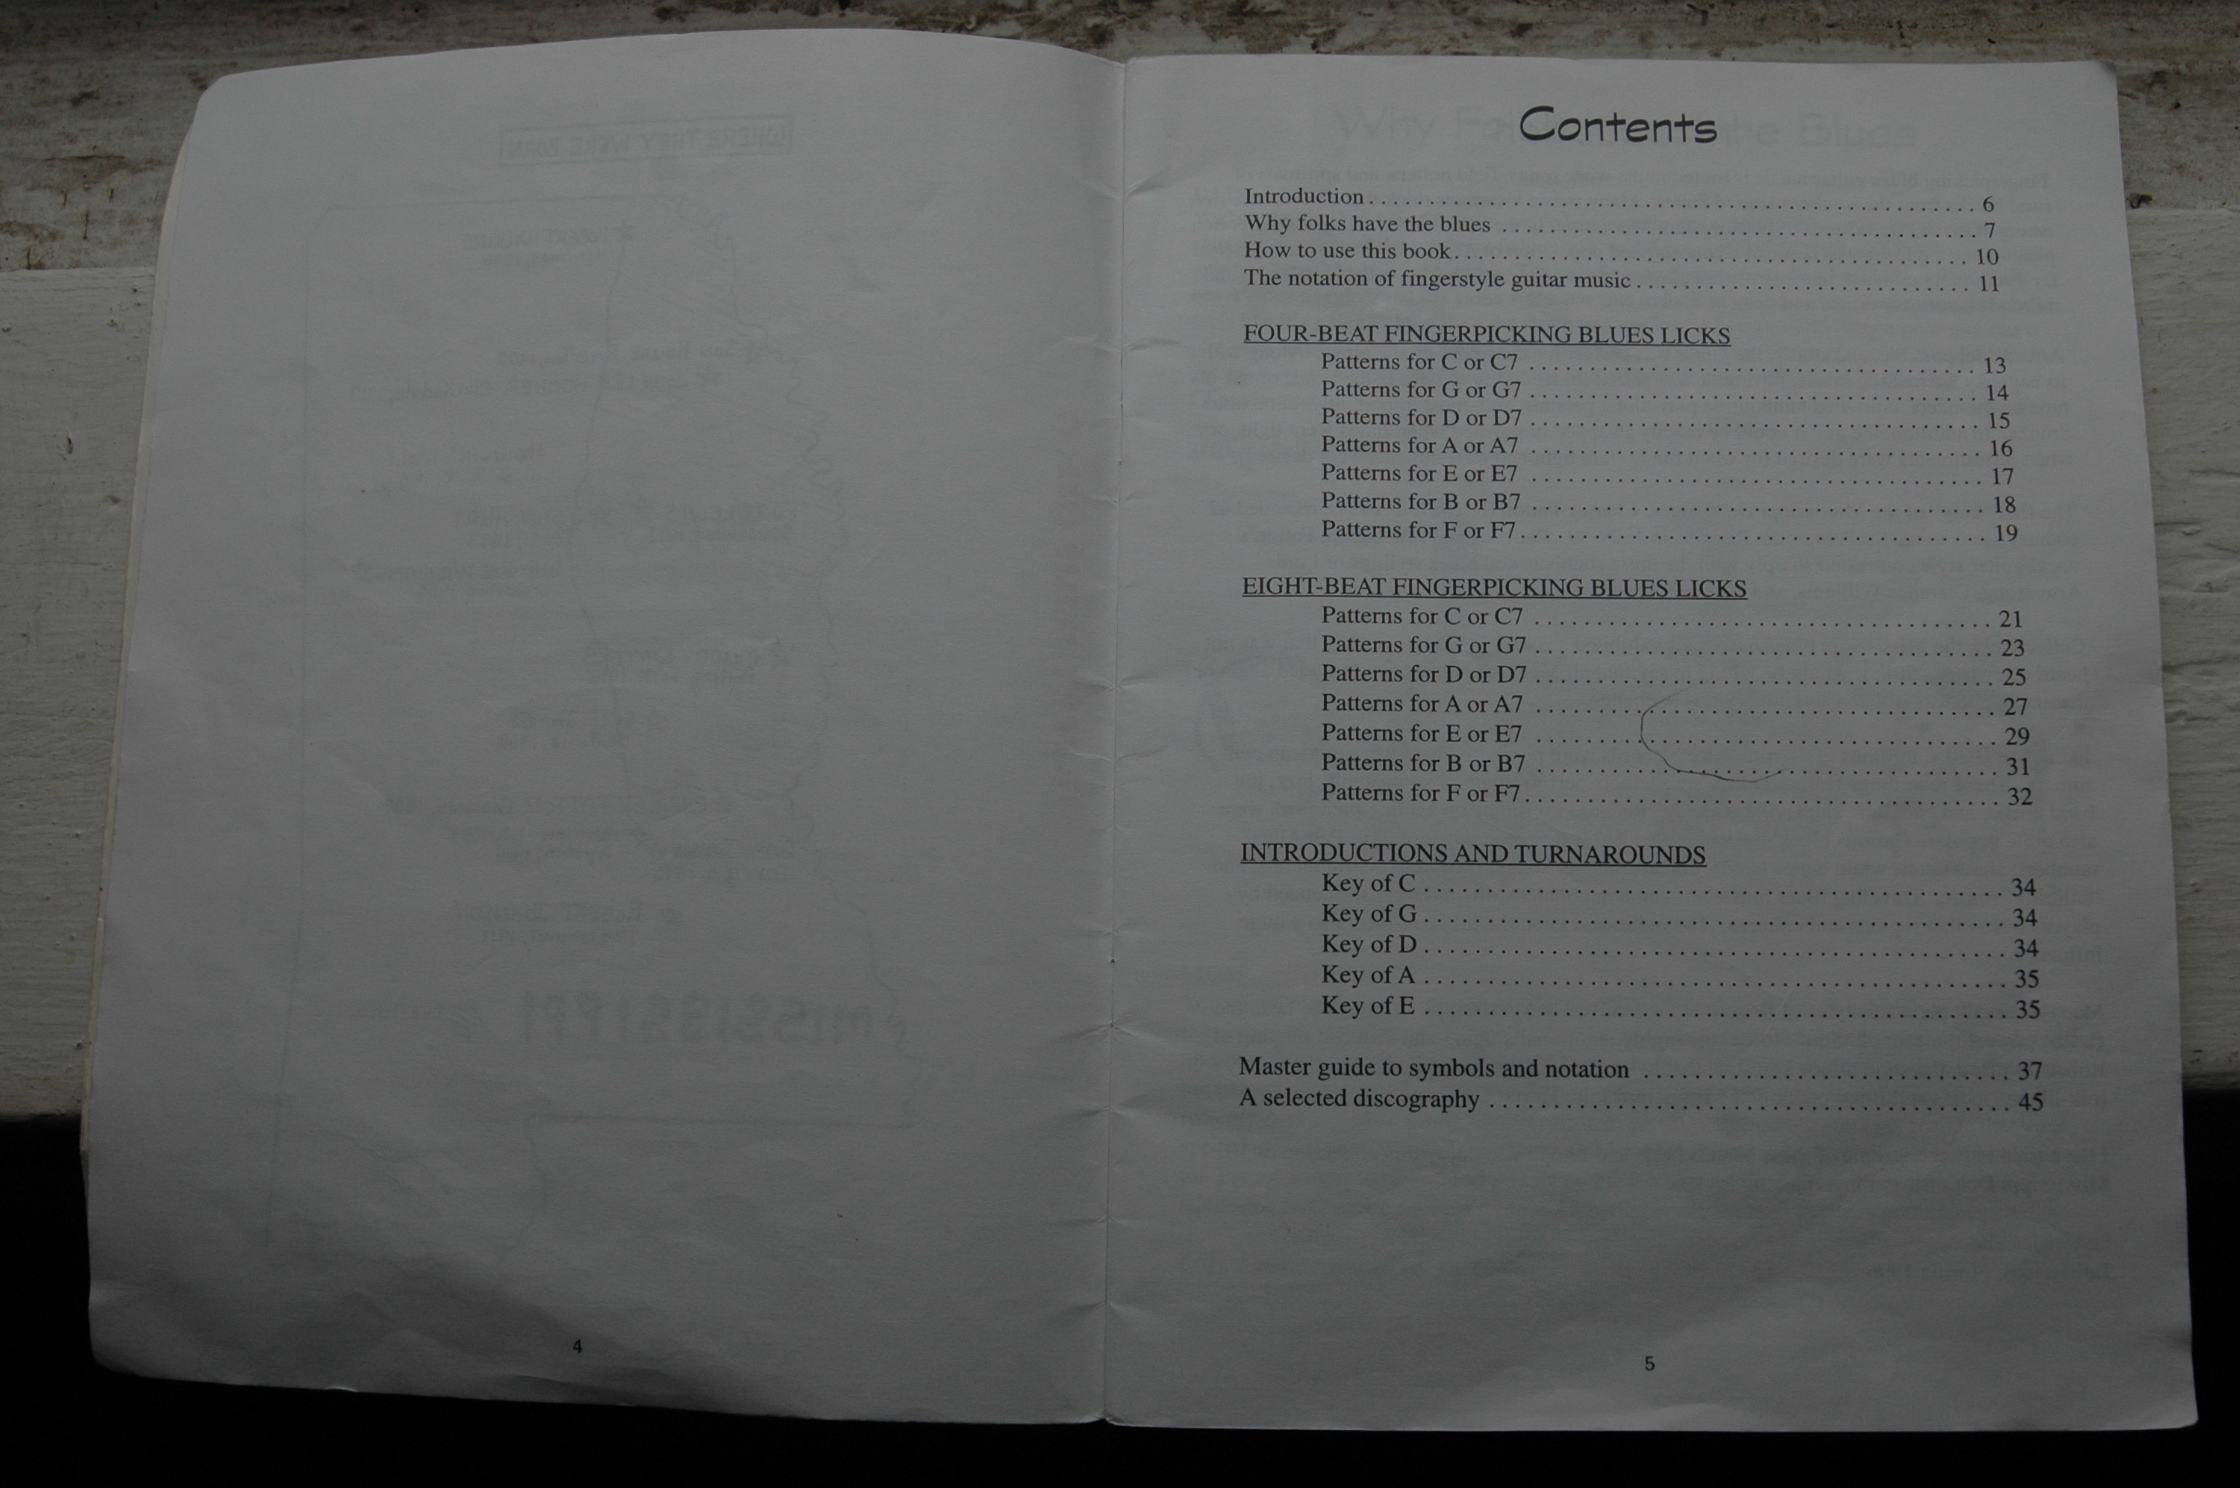 Contents
Introduction . . . . . . . . . . . . . . . . . . . . . . . . . . . . . . 6
Why folks have the blues . . . . . . . . . . . . . . . . . . . . . . . . . . . . . . 7
How to use this book. . . . . . . . . . . . . . . . . . . . . . . . . . . . . . 10
The notation of fingerstyle guitar music . . . . . . . . . . . . . . . . . . . . . . . . . . . . . . 11
FOUR-BEAT FINGERPICKING BLUES LICKS
Patterns for C or C7 . . . . . . . . . . . . . . . . . . . . . . . . . . . . . . 13
Patterns for G or G7 . . . . . . . . . . . . . . . . . . . . . . . . . . . . . . 14
Patterns for D or D7 . . . . . . . . . . . . . . . . . . . . . . . . . . . . . . 15
Patterns for A or A7 . . . . . . . . . . . . . . . . . . . . . . . . . . . . . . 16
Patterns for E or E7 . . . . . . . . . . . . . . . . . . . . . . . . . . . . . . 17
Patterns for B or B7 . . . . . . . . . . . . . . . . . . . . . . . . . . . . . . 18
Patterns for F or F7. . . . . . . . . . . . . . . . . . . . . . . . . . . . . . 19
EIGHT-BEAT FINGERPICKING BLUES LICKS
Patterns for C or C7 . . . . . . . . . . . . . . . . . . . . . . . . . . . . . . 21
Patterns for G or G7 . . . . . . . . . . . . . . . . . . . . . . . . . . . . . . 23
Patterns for D or D7 . . . . . . . . . . . . . . . . . . . . . . . . . . . . . . 25
Patterns for A or A7 . . . . . . . . . . . . . . . . . . . . . . . . . . . . . . 27
Patterns for E or E7 . . . . . . . . . . . . . . . . . . . . . . . . . . . . . . 29
Patterns for B or B7 . . . . . . . . . . . . . . . . . . . . . . . . . . . . . . 31
Patterns for F or F7. . . . . . . . . . . . . . . . . . . . . . . . . . . . . . 32
INTRODUCTIONS AND TURNAROUNDS
Key of C . . . . . . . . . . . . . . . . . . . . . . . . . . . . . . 34
Key of G . . . . . . . . . . . . . . . . . . . . . . . . . . . . . . 34
Key of D . . . . . . . . . . . . . . . . . . . . . . . . . . . . . . 34
Key of A . . . . . . . . . . . . . . . . . . . . . . . . . . . . . . 35
Key of E . . . . . . . . . . . . . . . . . . . . . . . . . . . . . . 35
Master guide to symbols and notation . . . . . . . . . . . . . . . . . . . . . . . . . . . . . . 37
A selected discography . . . . . . . . . . . . . . . . . . . . . . . . . . . . . . 45
4
5